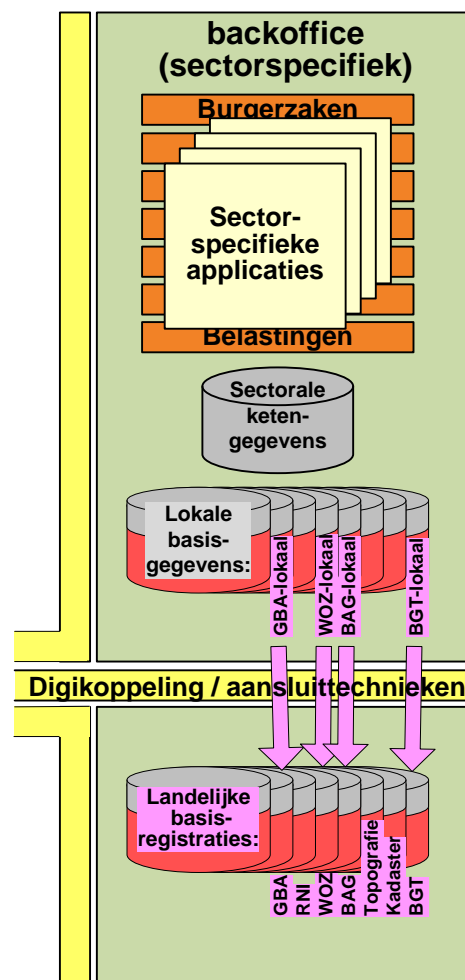 backoffice
(sectorspecifiek)
Burgerzaken
Sector-
specifieke
applicaties
Belastingen
Sectorale
keten-
gegevens
Lokale
basis-
gegevens:
GBA-lokaal
WOZ-lokaal
BAG-lokaal
BGT-lokaal
Digikoppeling / aansluittechnieken
Landelijke
basis-
registraties:
GBA
RNI
WOZ
BAG
Topografie
Kadaster
BGT